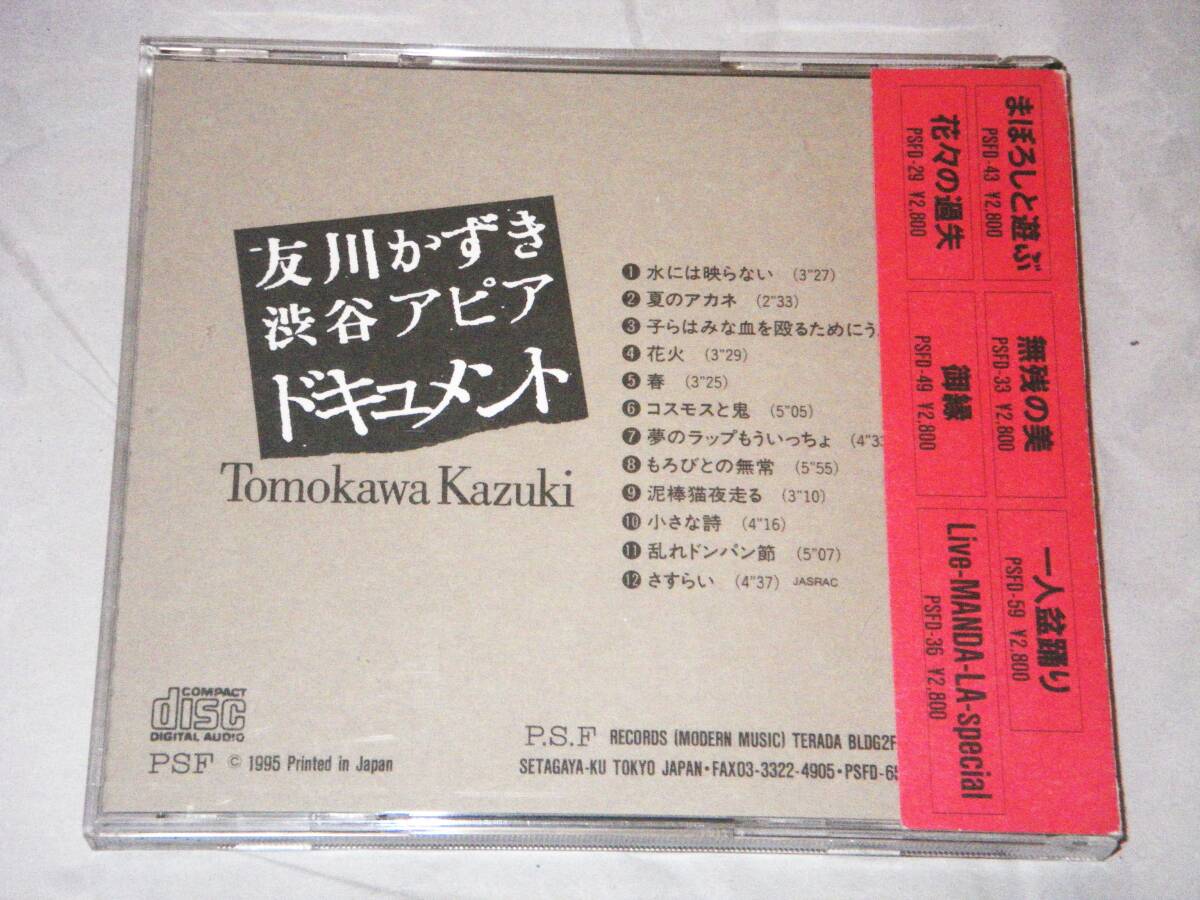 友川かずき
渋谷アピア
ドキュメント
Tomokawa Kazuki
❶ 水には映らない (3"27)
❷ 夏のアカネ (2"33)
❸ 子らはみな血を殴るためにう
❹ 花火 (3"29)
❺ 春 (3"25)
❻ コスモスと鬼 (5"05)
❼ 夢のラップもういっちょ (4"33
❽ もろびとの無常 (5"55)
❾ 泥棒猫夜走る (3"10)
❿ 小さな詩 (4"16)
⓫ 乱れドンパン節 (5"07)
⓬ さすらい (4"37) JASRAC
COMPACT
disc
DIGITAL AUDIO
PSF © 1995 Printed in Japan
P.S.F RECORDS (MODERN MUSIC) TERADA BLDG2F
SETAGAYA-KU TOKYO JAPAN・FAX03-3322-4905・PSFD-65
まぼろしと遊ぶ
PSFD-43 ¥2,800
花々の過失
PSFD-29 ¥2,800
無残の美
PSFD-33 ¥2,800
御縁
PSFD-49 ¥2,800
一人盆踊り
PSFD-59 ¥2,800
Live-MANDA-LA-special
PSFD-36 ¥2,800